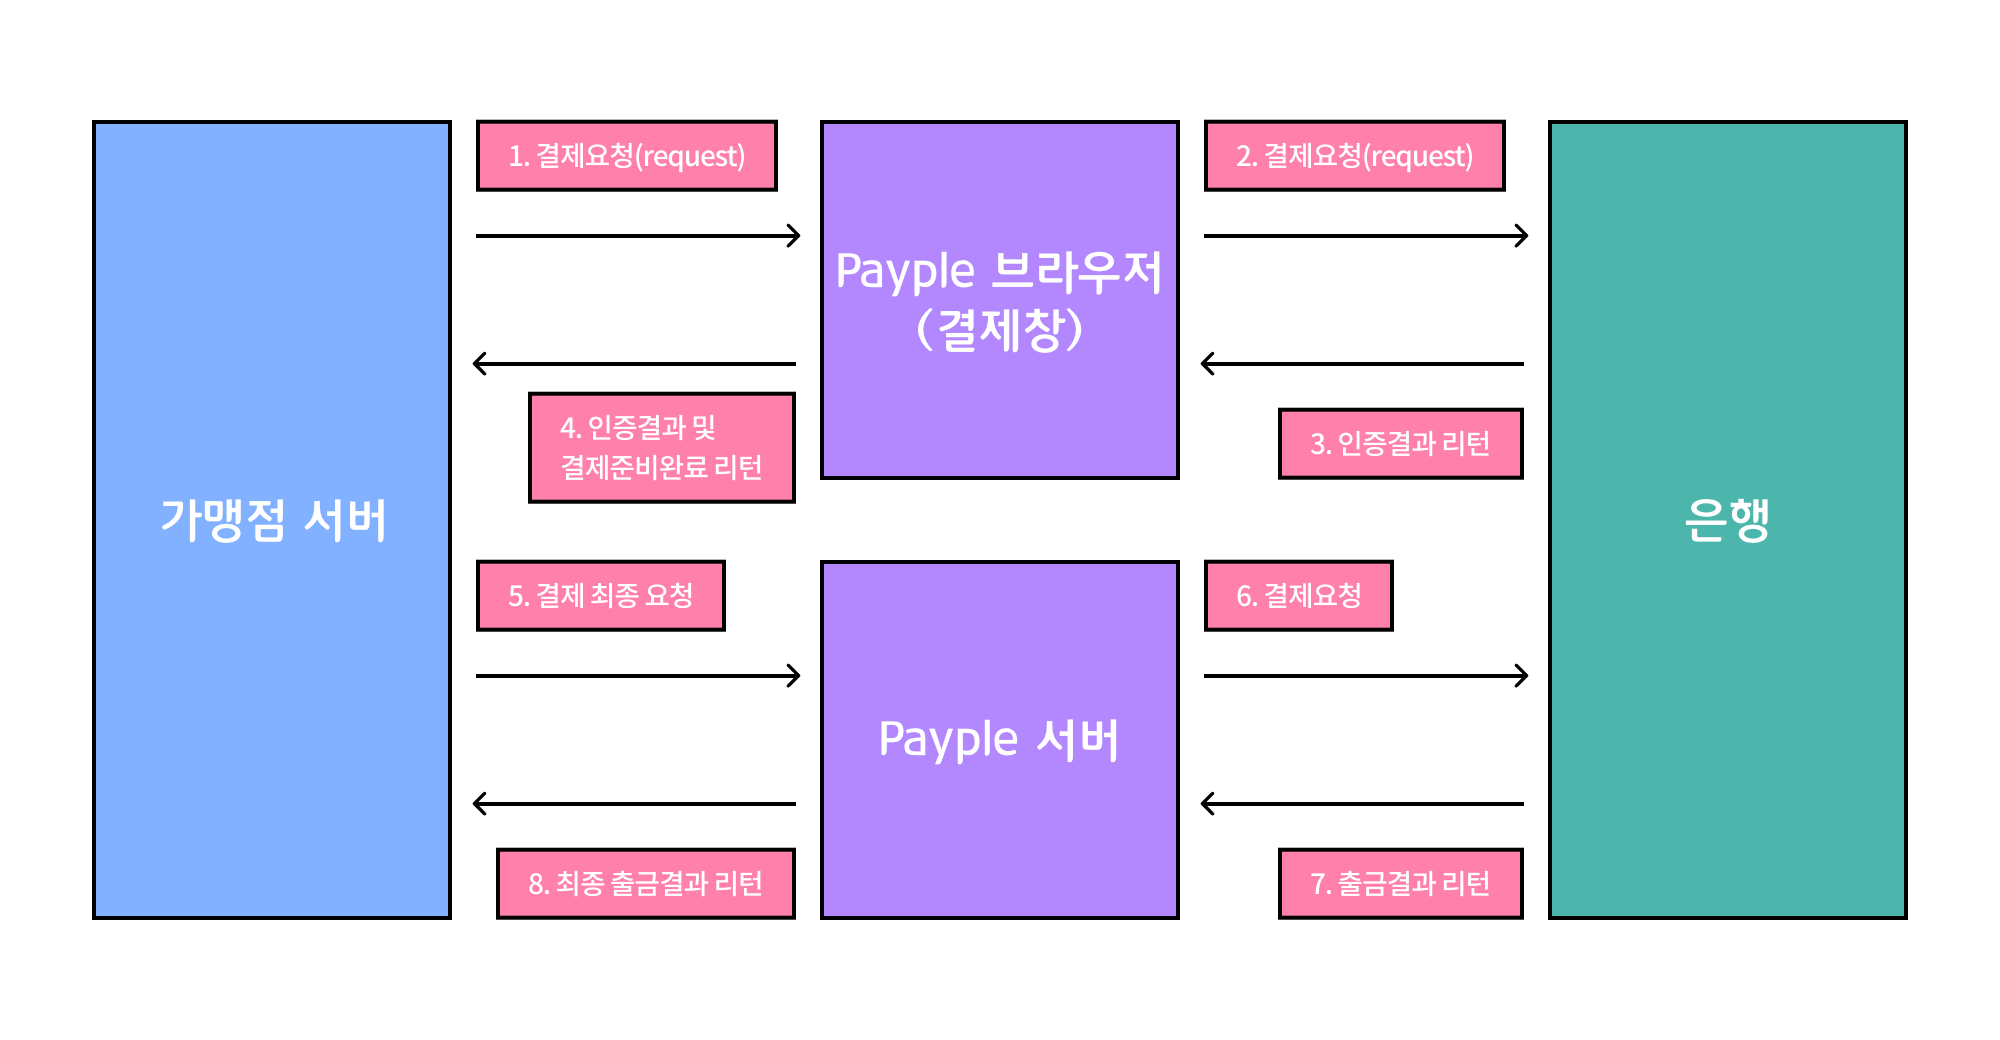 1. 결제요청(request)
2. 결제요청(request)
Payple 브라우저
(결제창)
4. 인증결과 및
결제준비완료 리턴
3. 인증결과 리턴
가맹점 서버
은행
5. 결제 최종 요청
6. 결제요청
Payple 서버
8. 최종 출금결과 리턴
7. 출금결과 리턴